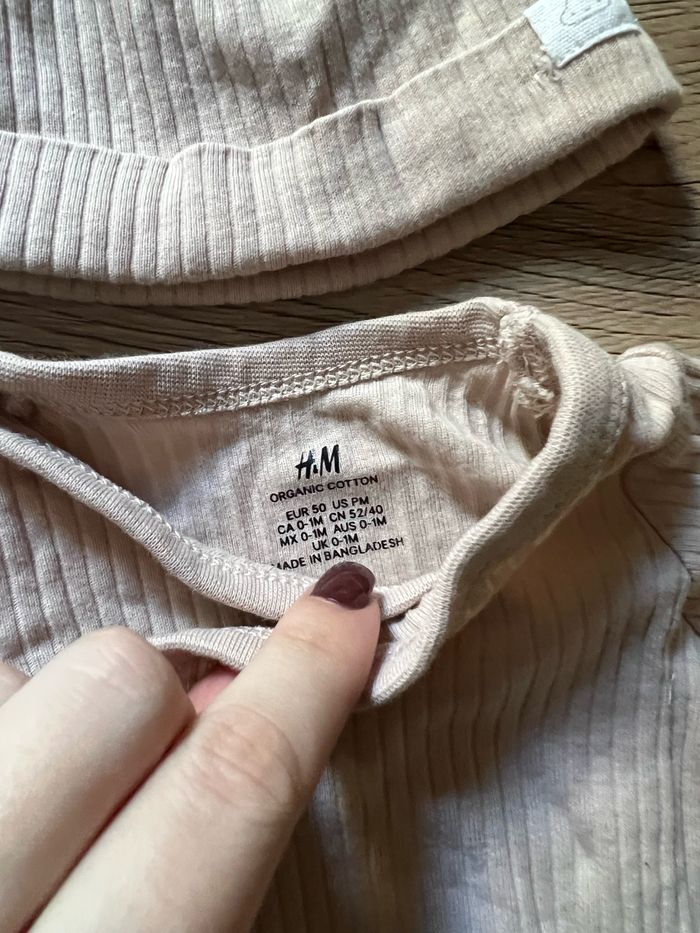 H&M
ORGANIC COTTON
EUR 50 US PM
CA 0-1M CN 52/40
MX 0-1M AUS 0-1M
UK 0-1M
MADE IN BANGLADESH